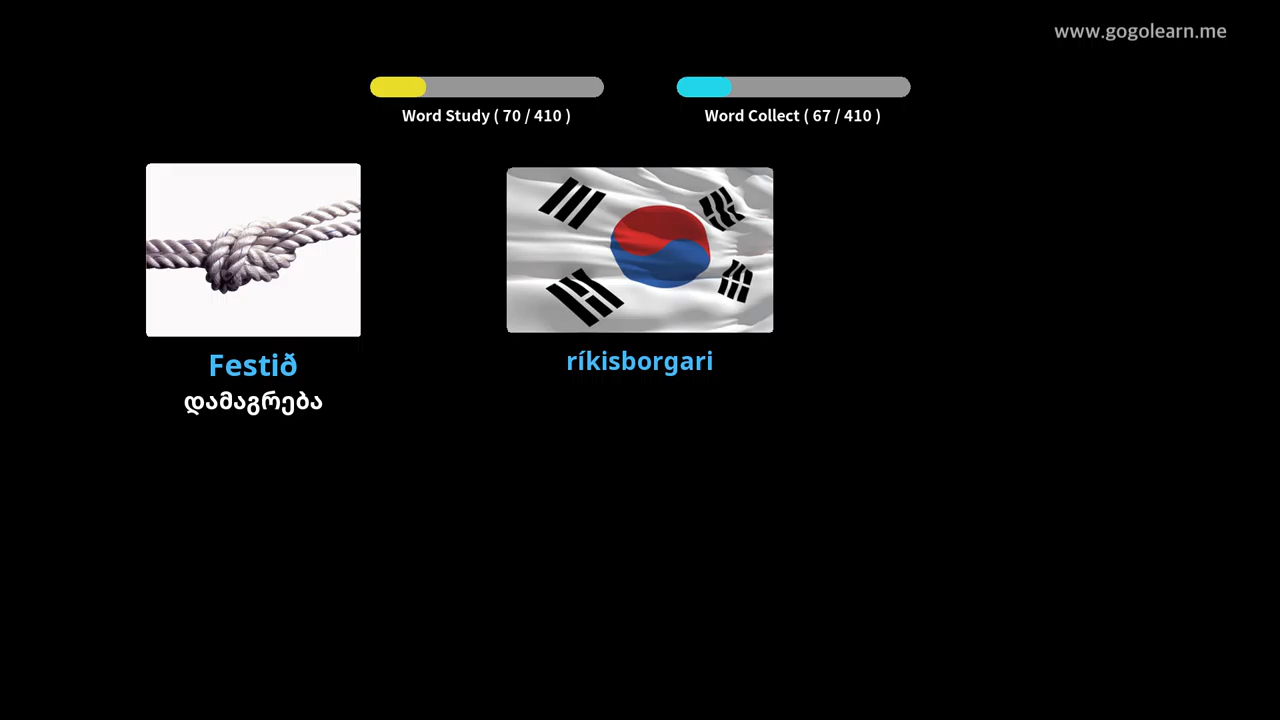 www.gogolearn.me
Word Study ( 70 / 410 )
Word Collect ( 67 / 410 )
Festið
დამაგრება
ríkisborgari